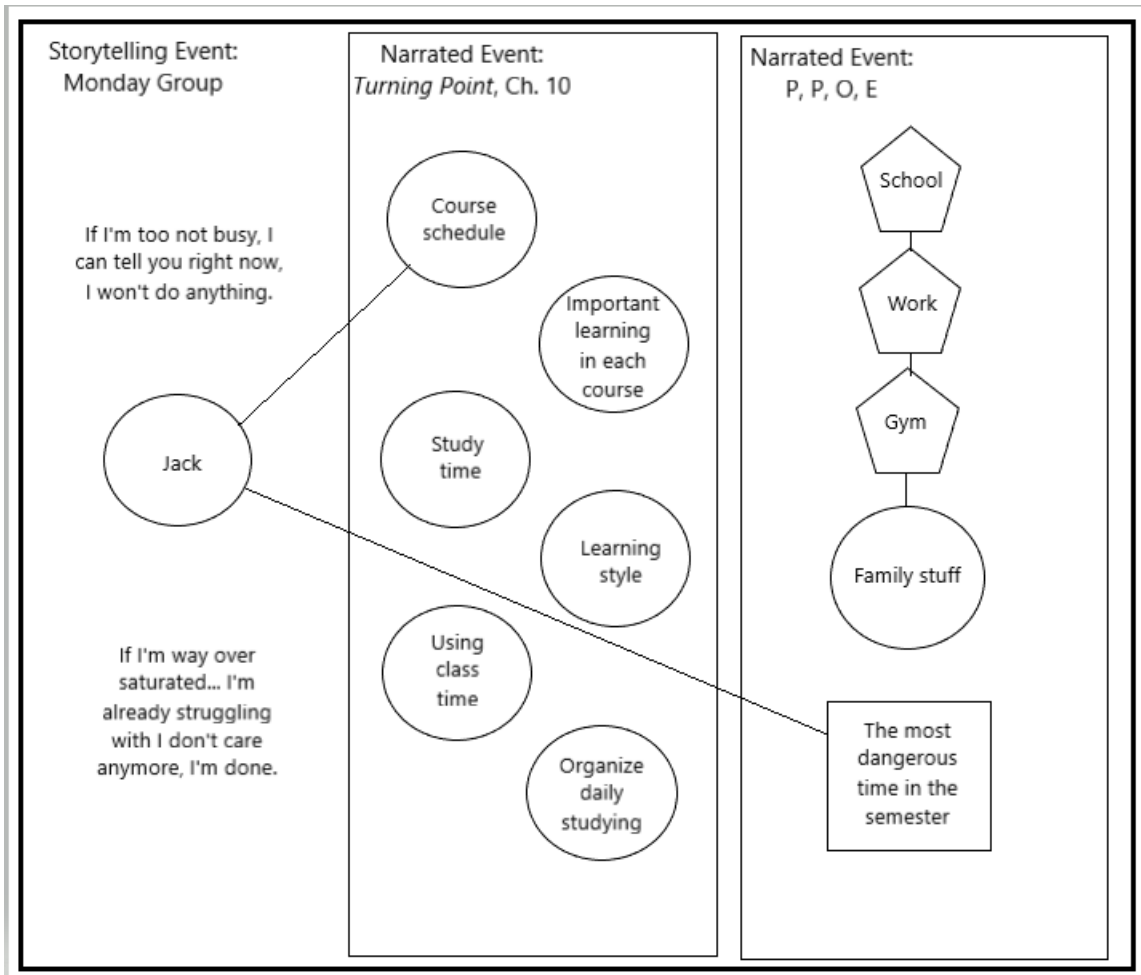 Storytelling Event:
Monday Group
If I'm too not busy, I
can tell you right now,
I won't do anything.
Jack
If I'm way over
saturated... I'm
already struggling
with I don't care
anymore, I'm done.
Narrated Event:
Turning Point, Ch. 10
Course
schedule
Important
learning
in each
course
Study
time
Learning
style
Using
class
time
Organize
daily
studying
Narrated Event:
P, P, O, E
School
Work
Gym
Family stuff
The most
dangerous
time in the
semester